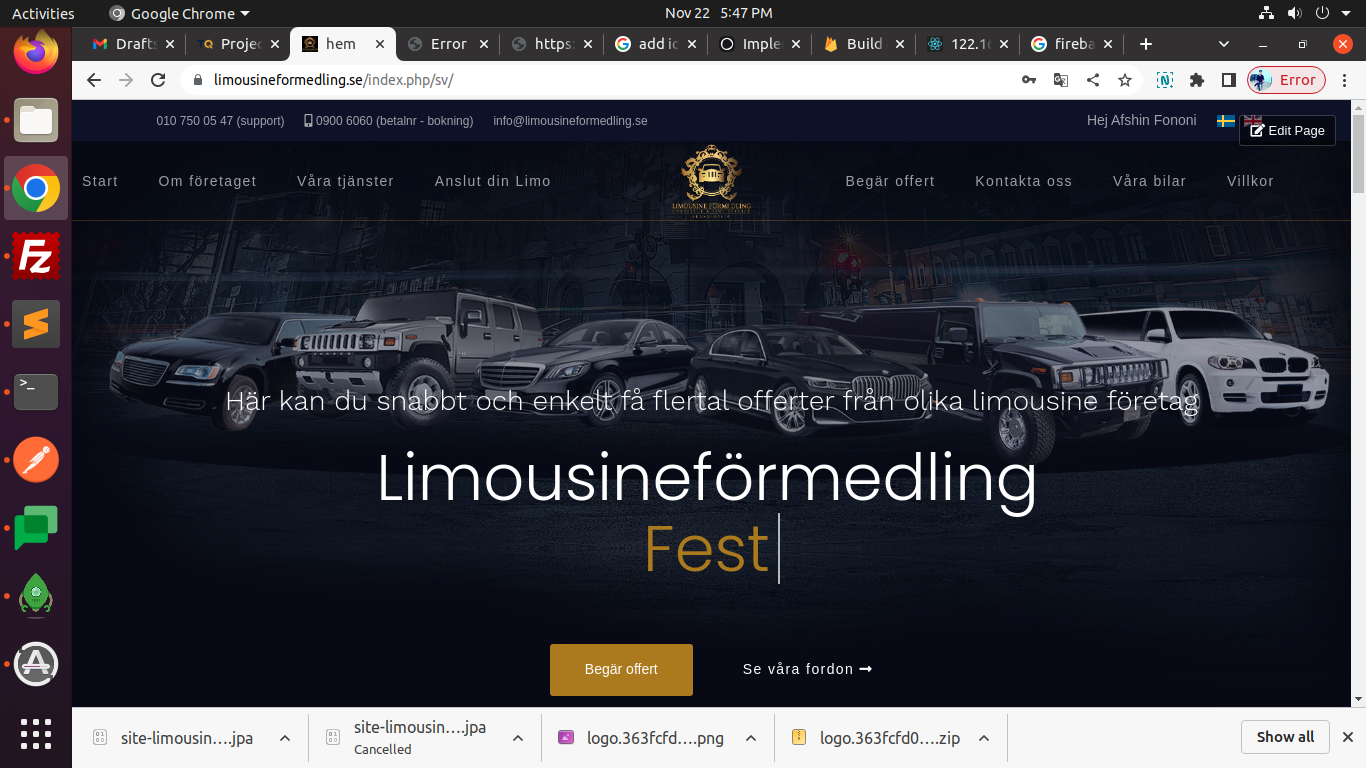 Activities
Google Chrome
Nov 22 5:47 PM
Drafts
Projec
hem
Error
https:
add ic
Imple
Build
122.16
fireba
limousineformedling.se/index.php/sv/
Error
010 750 05 47 (support)
0900 6060 (betalnr - bokning)
info@limousineformedling.se
Hej Afshin Fononi
Edit Page
Start
Om företaget
Våra tjänster
Anslut din Limo
LIMOUSINE FÖRMEDLING
Begär offert
Kontakta oss
Våra bilar
Villkor
Här kan du snabbt och enkelt få flertal offerter från olika limousine företag
Limousineförmedling
Fest
Begär offert
Se våra fordon
site-limousin....jpa
site-limousin....jpa
Cancelled
logo.363fcfd....png
logo.363fcfd0....zip
Show all